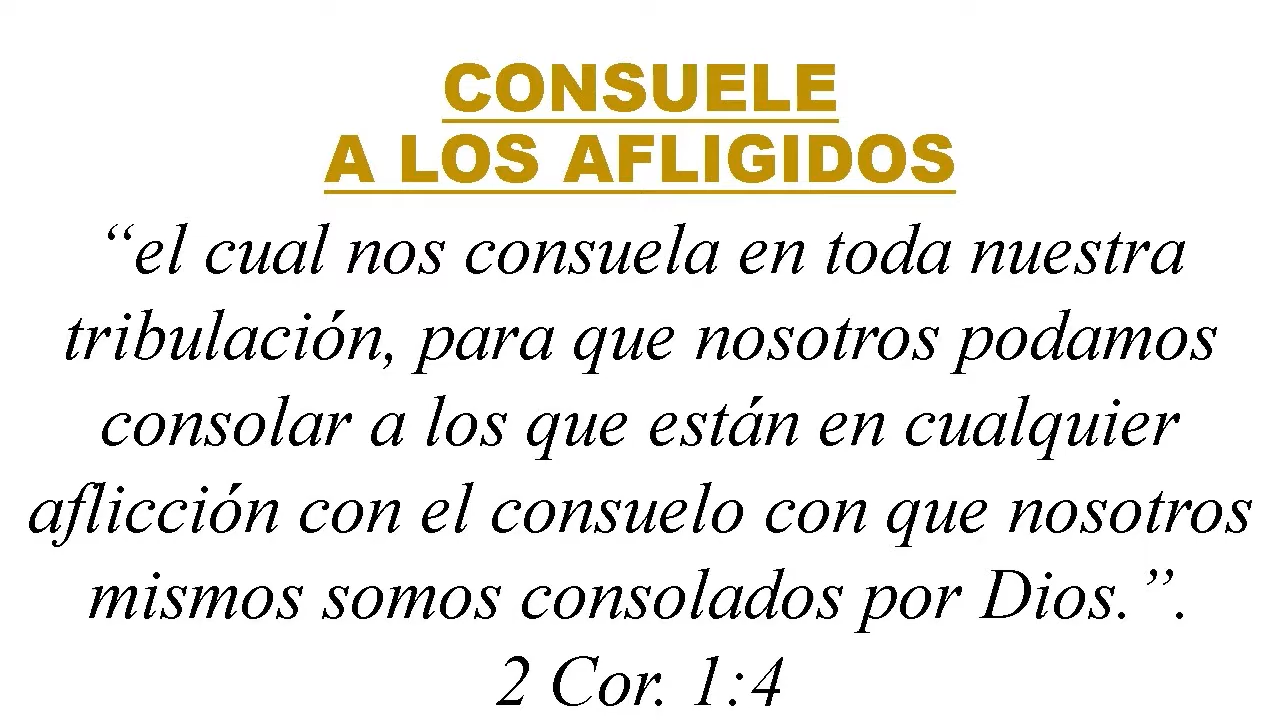 CONSUELE
A LOS AFLIGIDOS
“el cual nos consuela en toda nuestra
tribulación, para que nosotros podamos
consolar a los que están en cualquier
aflicción con el consuelo con que nosotros
mismos somos consolados por Dios.”.
2 Cor. 1:4